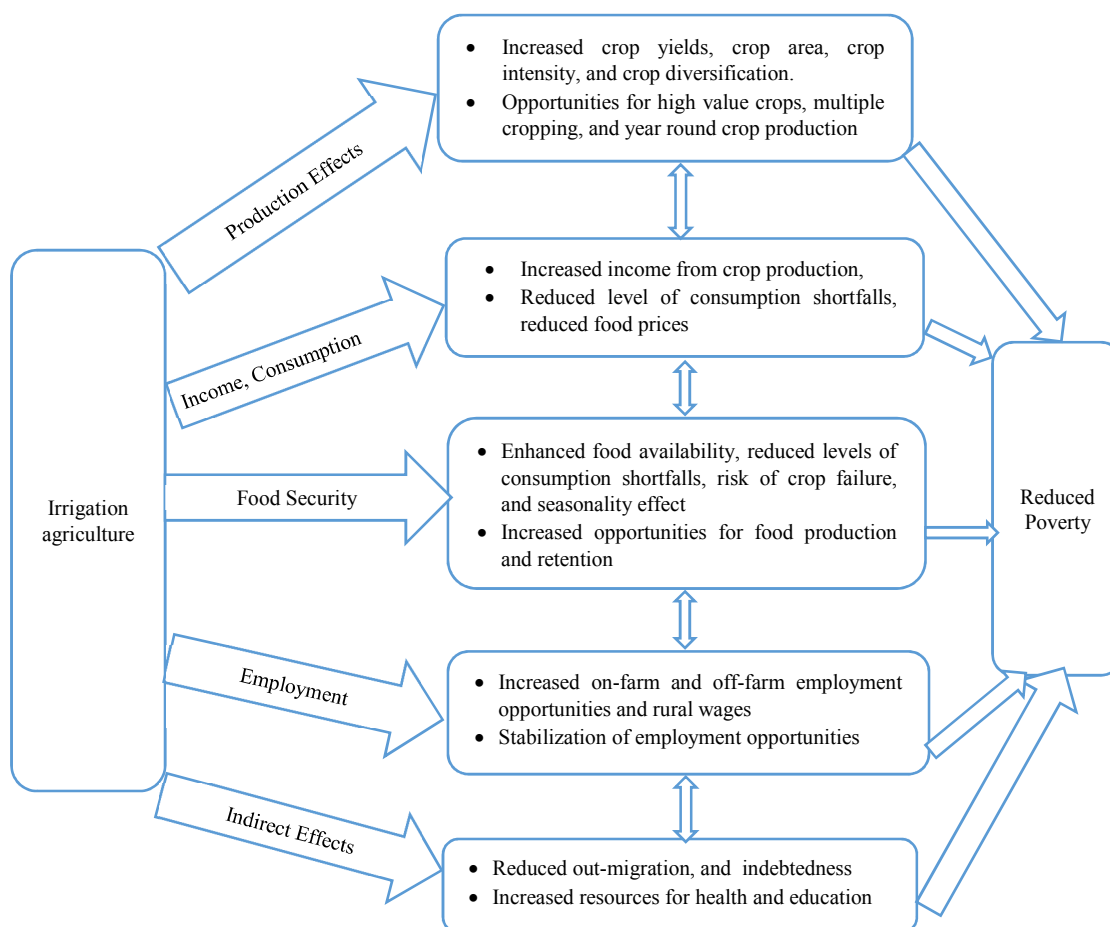 • Increased crop yields, crop area, crop
intensity, and crop diversification.
• Opportunities for high value crops, multiple
cropping, and year round crop production
Production Effects
• Increased income from crop production,
• Reduced level of consumption shortfalls,
reduced food prices
Income, Consumption
• Enhanced food availability, reduced levels of
consumption shortfalls, risk of crop failure,
and seasonality effect
• Increased opportunities for food production
and retention
Food Security
Irrigation
agriculture
Reduced
Poverty
Employment
• Increased on-farm and off-farm employment
opportunities and rural wages
• Stabilization of employment opportunities
Indirect Effects
• Reduced out-migration, and indebtedness
• Increased resources for health and education